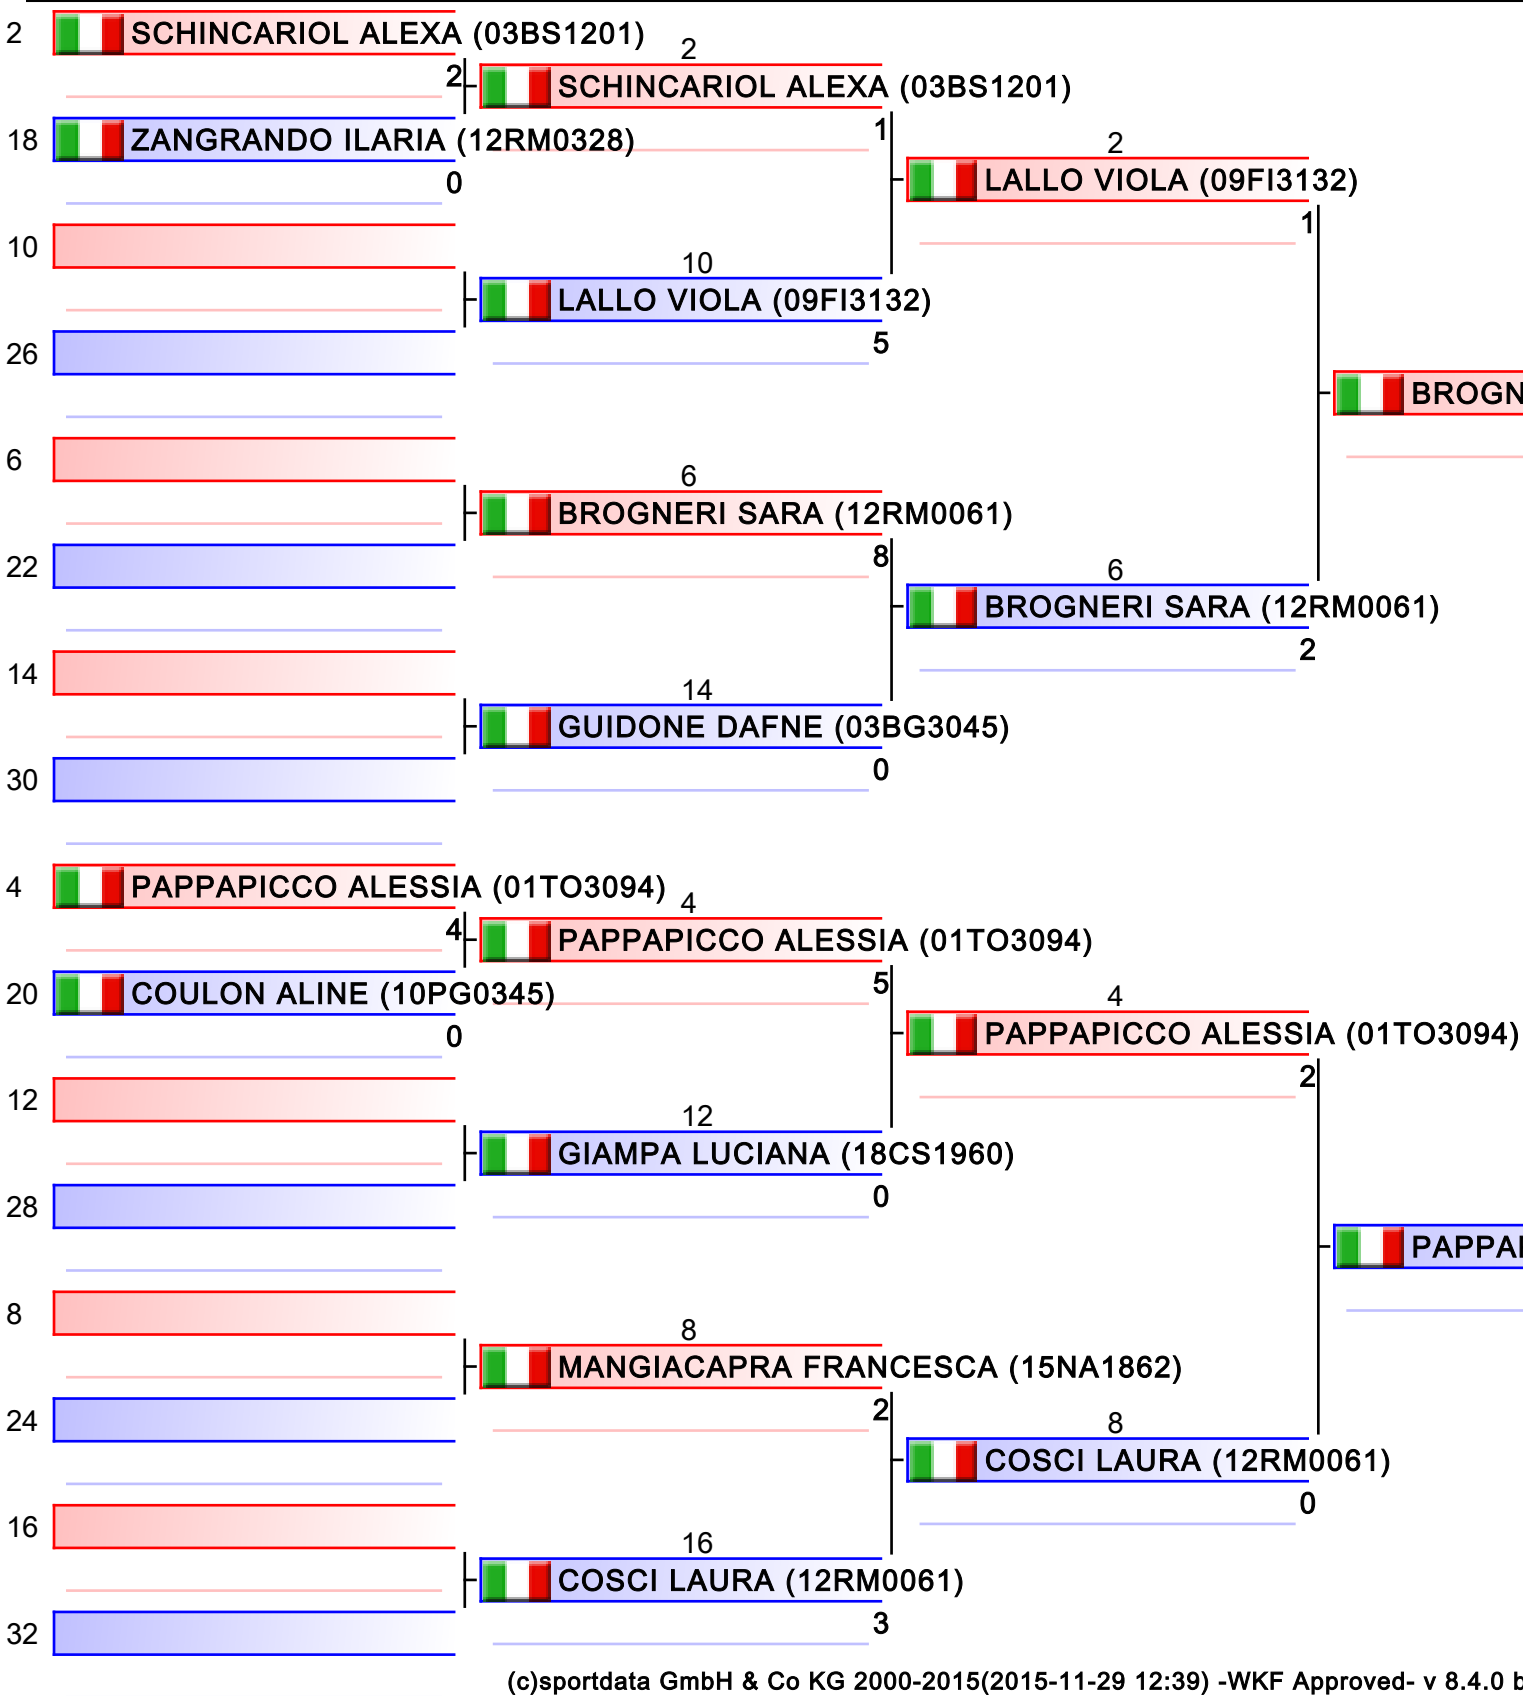 2 SCHINCARIOL ALEXA (03BS1201)
2
2 SCHINCARIOL ALEXA (03BS1201)
1
18 ZANGRANDO ILARIA (12RM0328)
0
2
LALLO VIOLA (09FI3132)
1
10
10
LALLO VIOLA (09FI3132)
5
26
BROGN
6
6
BROGNERI SARA (12RM0061)
8
22
6
BROGNERI SARA (12RM0061)
2
14
14
GUIDONE DAFNE (03BG3045)
0
30
4 PAPPAPICCO ALESSIA (01TO3094)
4
4
PAPPAPICCO ALESSIA (01TO3094)
5
20 COULON ALINE (10PG0345)
0
4
PAPPAPICCO ALESSIA (01TO3094)
2
12
12
GIAMPA LUCIANA (18CS1960)
0
28
PAPPA
8
8
MANGIACAPRA FRANCESCA (15NA1862)
2
24
8
COSCI LAURA (12RM0061)
0
16
16
COSCI LAURA (12RM0061)
3
32
(c)sportdata GmbH & Co KG 2000-2015(2015-11-29 12:39) -WKF Approved- v 8.4.0 b